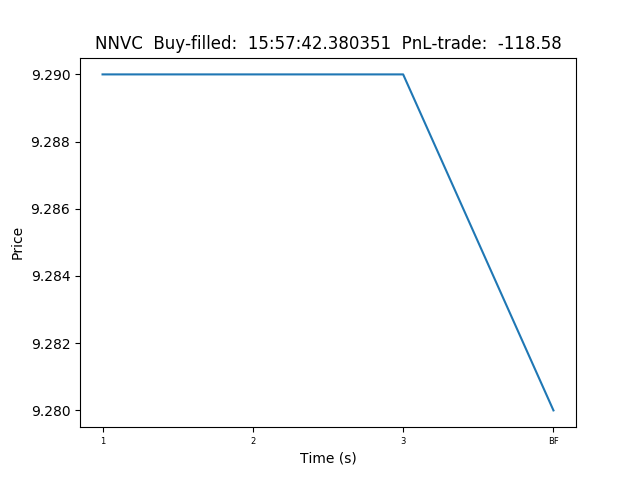 NNVC Buy-filled: 15:57:42.380351 PnL-trade: -118.58
9.290
9.288
9.286
9.284
9.282
9.280
Price
1 2 3 BF
Time (s)